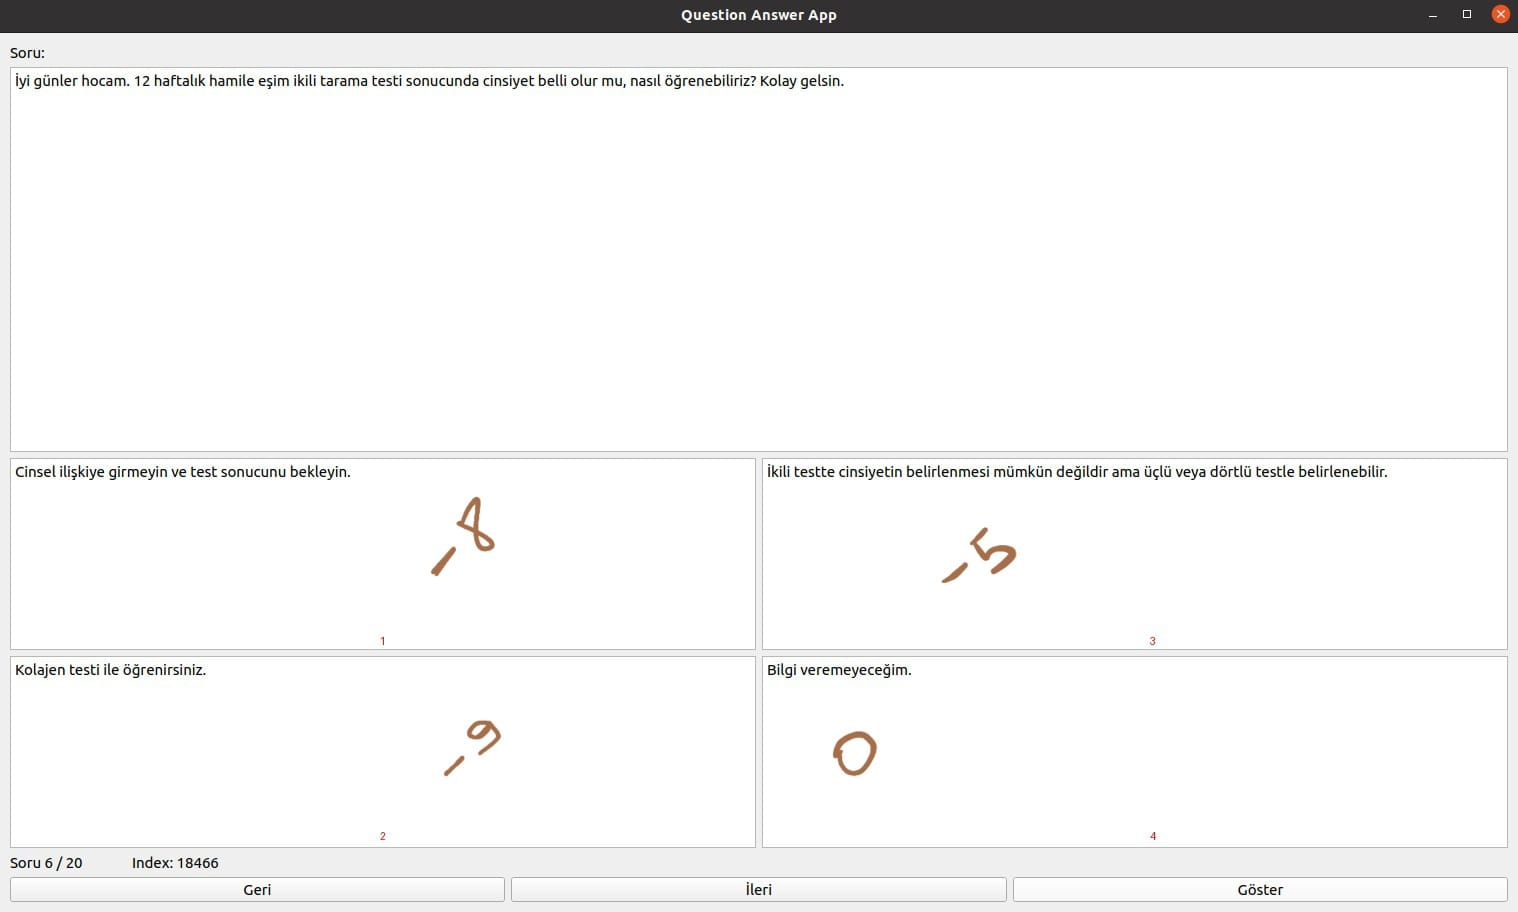 Question Answer App
Soru:
İyi günler hocam. 12 haftalık hamile eşim ikili tarama testi sonucunda cinsiyet belli olur mu, nasıl öğrenebiliriz? Kolay gelsin.
Cinsel ilişkiye girmeyin ve test sonucunu bekleyin.
-8
1
İkili testte cinsiyetin belirlenmesi mümkün değildir ama üçlü veya dörtlü testle belirlenebilir.
-5
3
Kolajen testi ile öğrenirsiniz.
-9
2
Bilgi veremeyeceğim.
0
4
Soru 6 / 20 Index: 18466
Geri İleri Göster